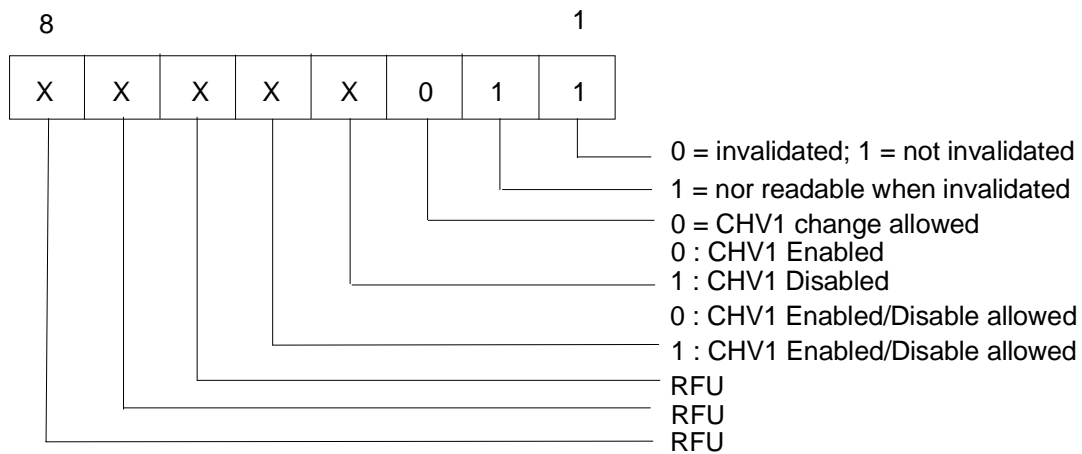 8 1
X X X X X 0 1 1
0 = invalidated; 1 = not invalidated
1 = nor readable when invalidated
0 = CHV1 change allowed
0 : CHV1 Enabled
1 : CHV1 Disabled
0 : CHV1 Enabled/Disable allowed
1 : CHV1 Enabled/Disable allowed
RFU
RFU
RFU